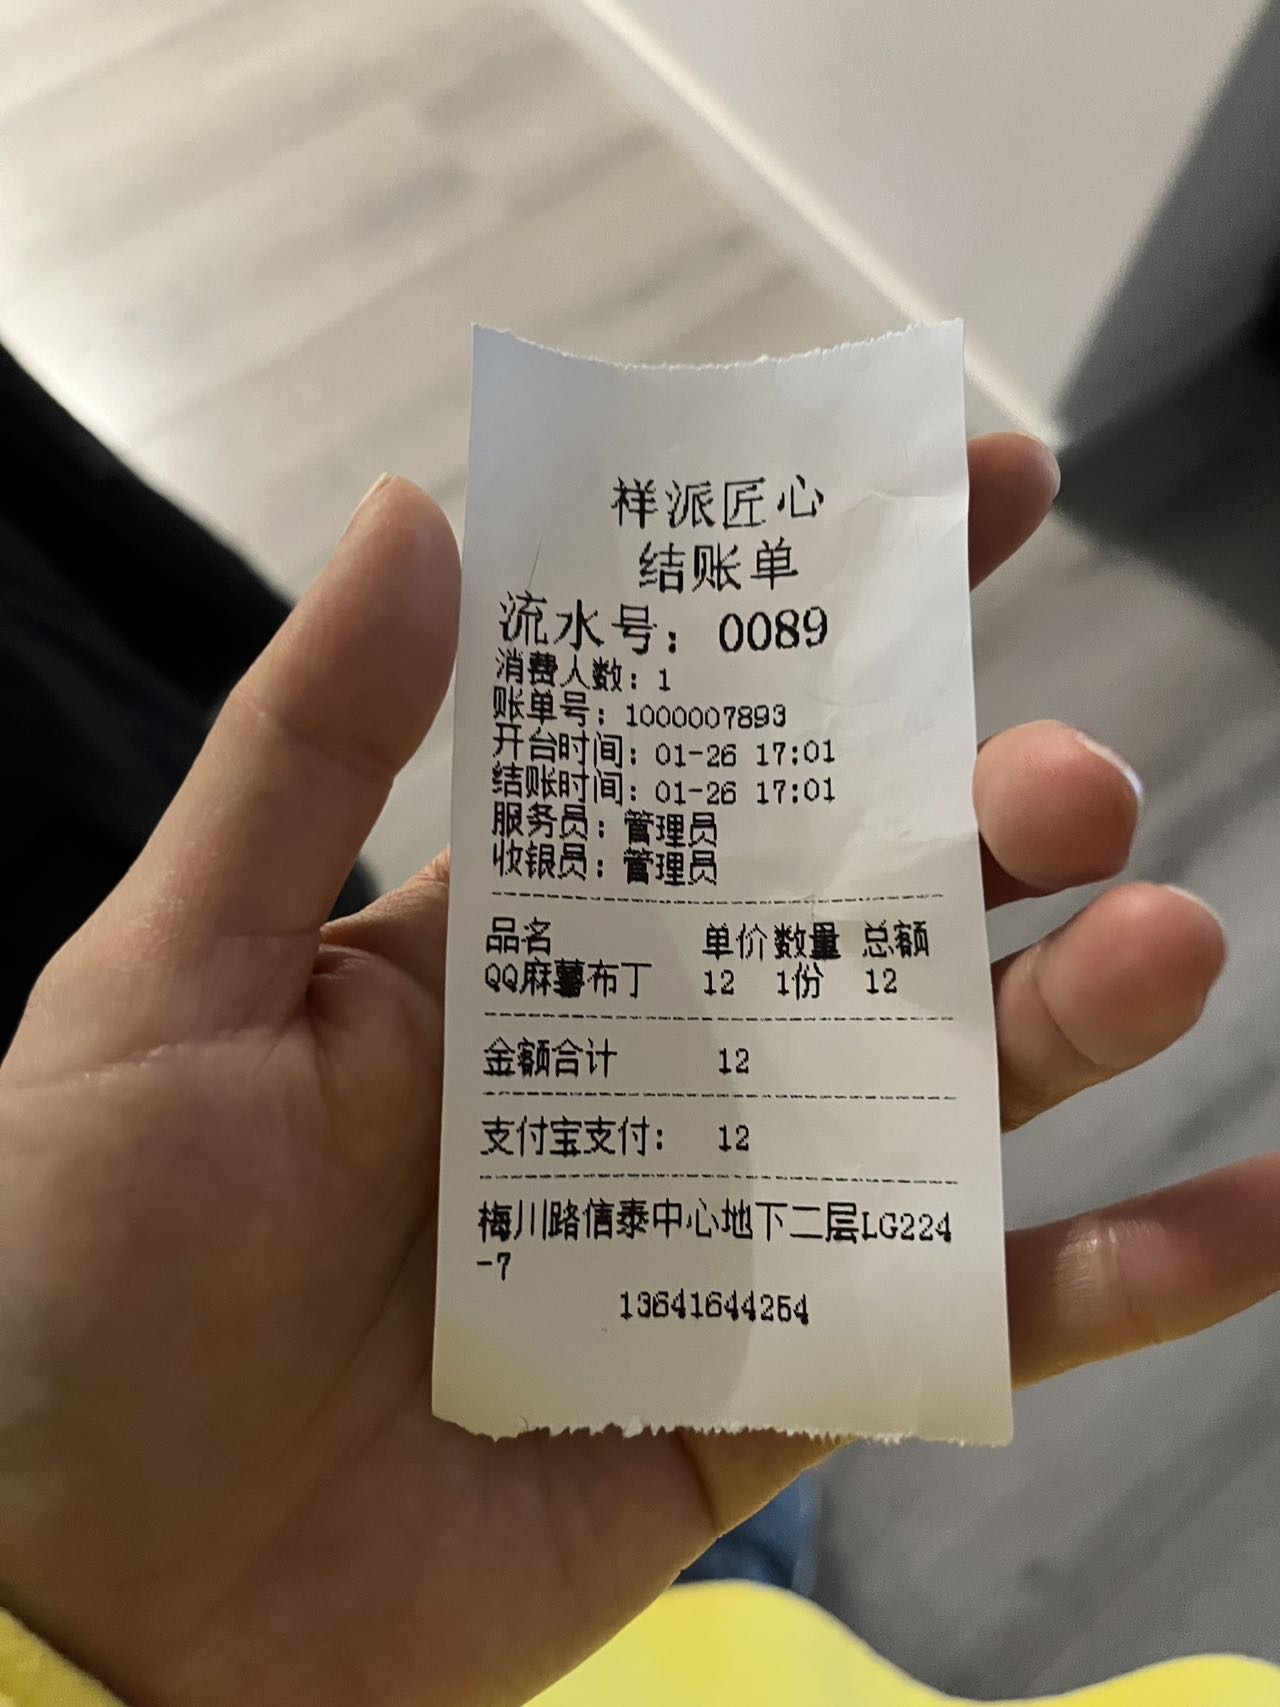 祥派匠心
结账单
流水号：0089
消费人数：1
账单号：1000007893
开台时间：01-26 17:01
结账时间：01-26 17:01
服务员：管理员
收银员：管理员
品名 单价 数量 总额
QQ麻薯布丁 12 1份 12
金额合计 12
支付宝支付： 12
梅川路信泰中心地下二层LG224
-7
13641644254